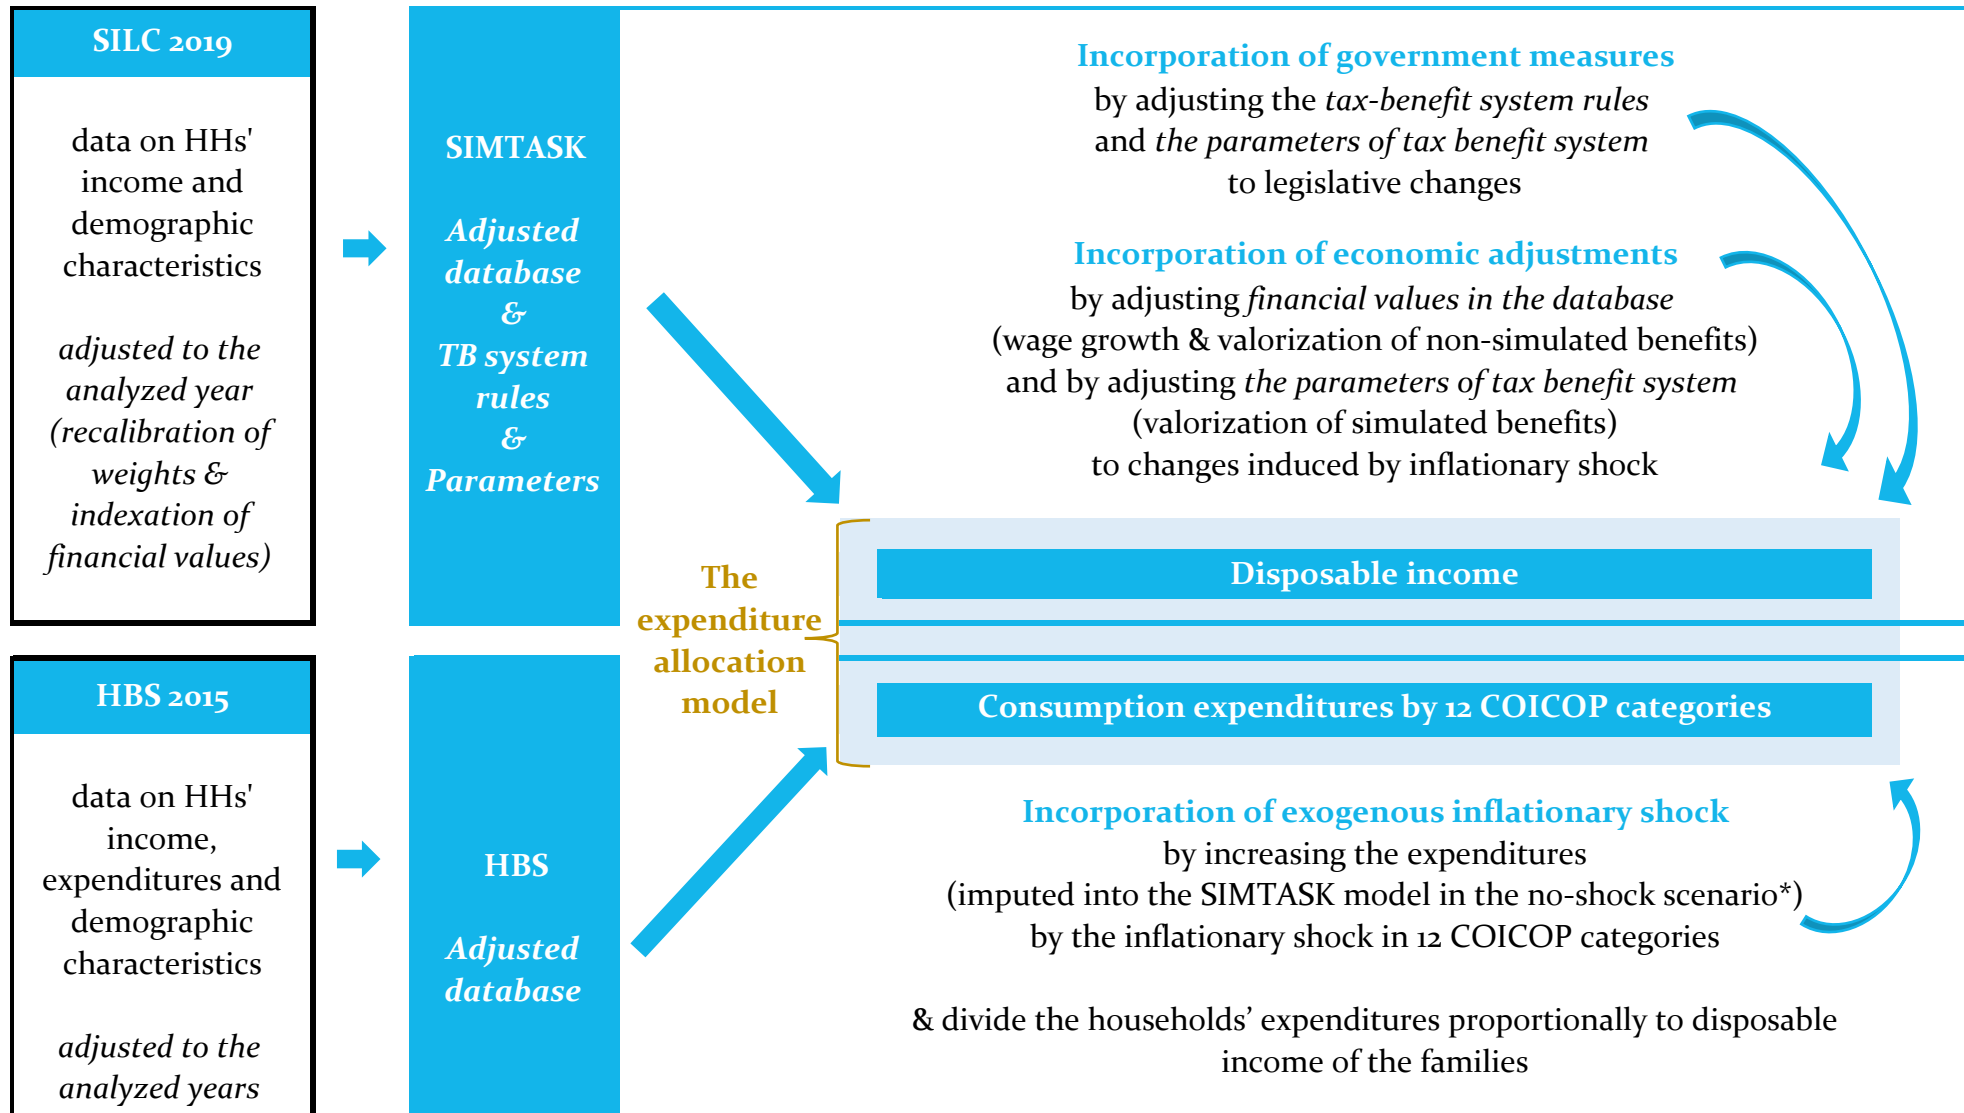 SILC 2019
data on HHs'
income and
demographic
characteristics
adjusted to the
analyzed year
(recalibration of
weights &
indexation of
financial values)
SIMTASK
Adjusted
database
&
TB system
rules
&
Parameters
Incorporation of government measures
by adjusting the tax-benefit system rules
and the parameters of tax benefit system
to legislative changes
Incorporation of economic adjustments
by adjusting financial values in the database
(wage growth & valorization of non-simulated benefits)
and by adjusting the parameters of tax benefit system
(valorization of simulated benefits)
to changes induced by inflationary shock
The
expenditure
allocation
model
Disposable income
Consumption expenditures by 12 COICOP categories
HBS 2015
data on HHs'
income,
expenditures and
demographic
characteristics
adjusted to the
analyzed years
HBS
Adjusted
database
Incorporation of exogenous inflationary shock
by increasing the expenditures
(imputed into the SIMTASK model in the no-shock scenario*)
by the inflationary shock in 12 COICOP categories
& divide the households’ expenditures proportionally to disposable
income of the families